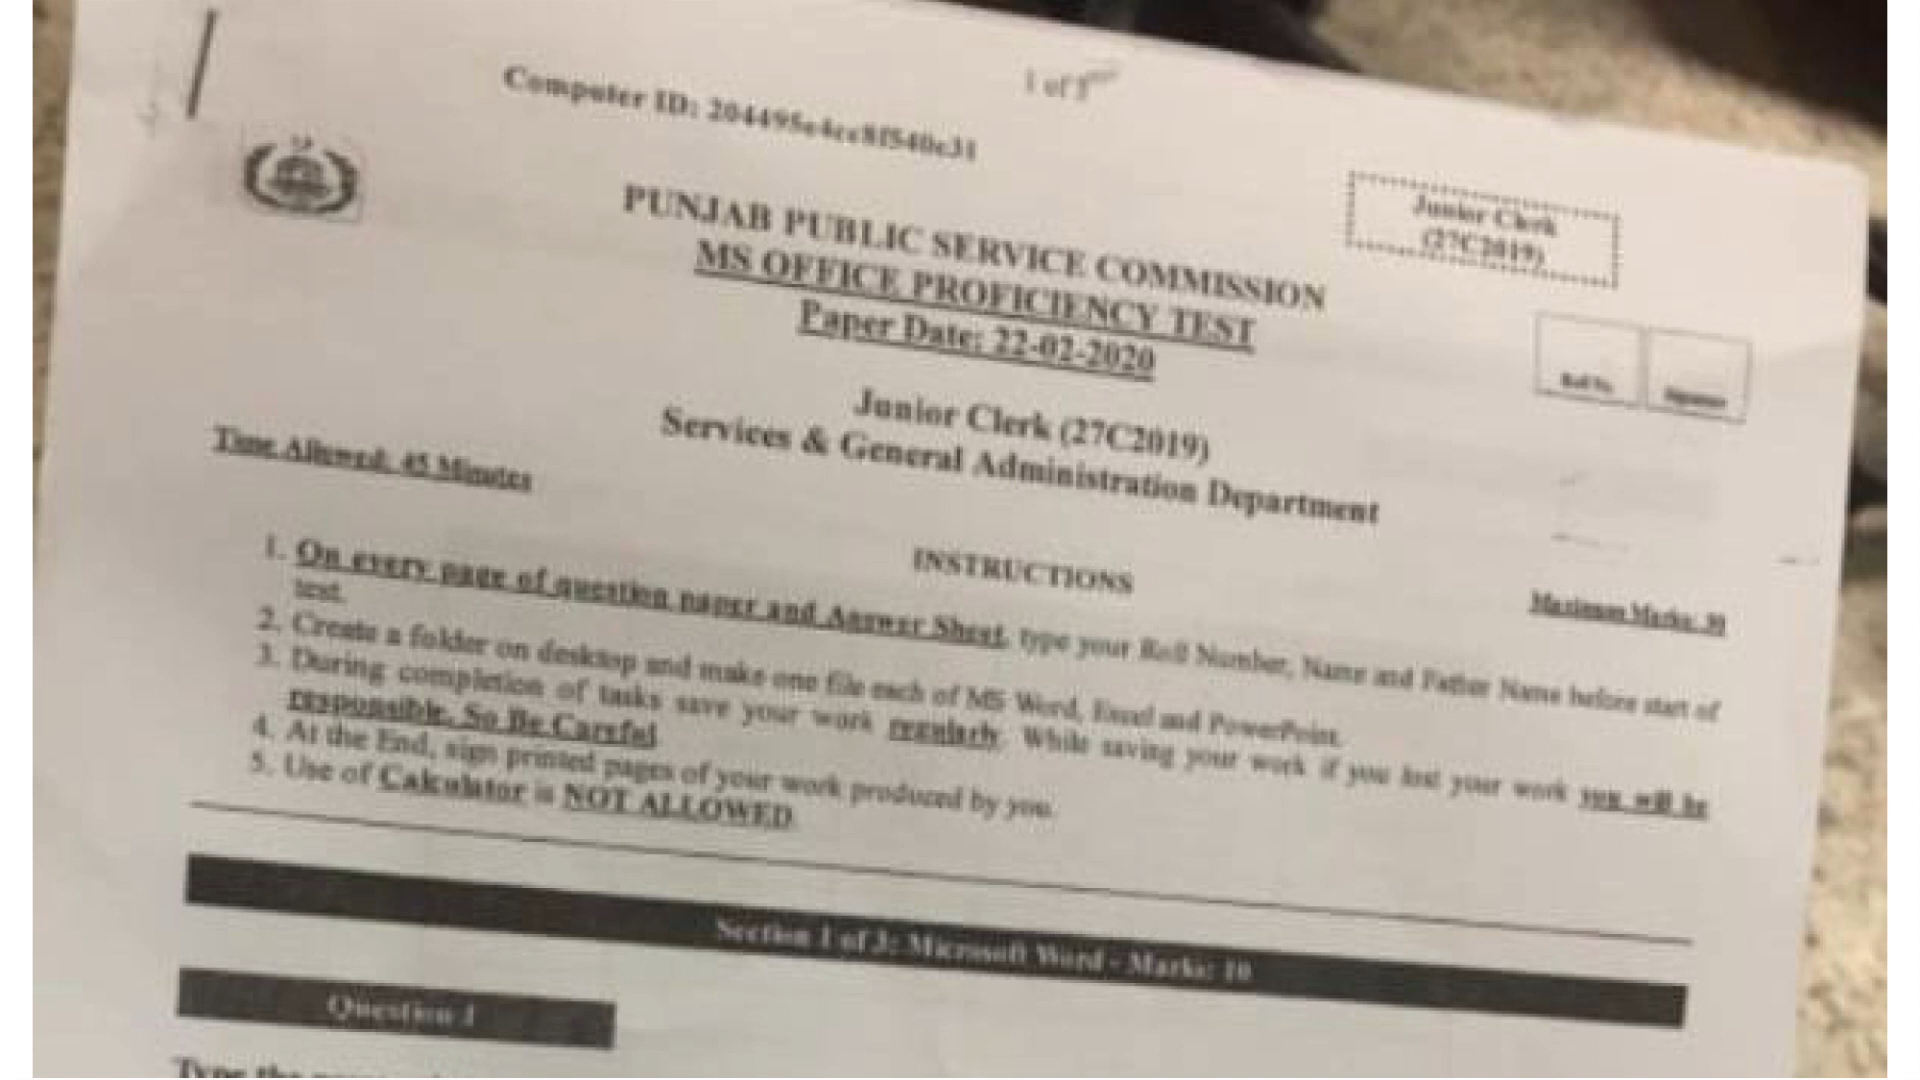 1 of 3
Computer ID: 204495e4cc8f540c31
Junior Clerk
(27C2019)
PUNJAB PUBLIC SERVICE COMMISSION
MS OFFICE PROFICIENCY TEST
Paper Date: 22-02-2020
Roll No.
Signature
Junior Clerk (27C2019)
Services & General Administration Department
Time Allowed: 45 Minutes
INSTRUCTIONS
Maximum Marks: 30
1. On every page of question paper and Answer Sheet, type your Roll Number, Name and Father Name before start of
test.
2. Create a folder on desktop and make one file each of MS Word, Excel and PowerPoint.
3. During completion of tasks save your work regularly. While saving your work if you lost your work you will be
responsible. So Be Careful
4. At the End, sign printed pages of your work produced by you.
5. Use of Calculator is NOT ALLOWED.
Section 1 of 3: Microsoft Word - Marks: 10
Question 1
Type the